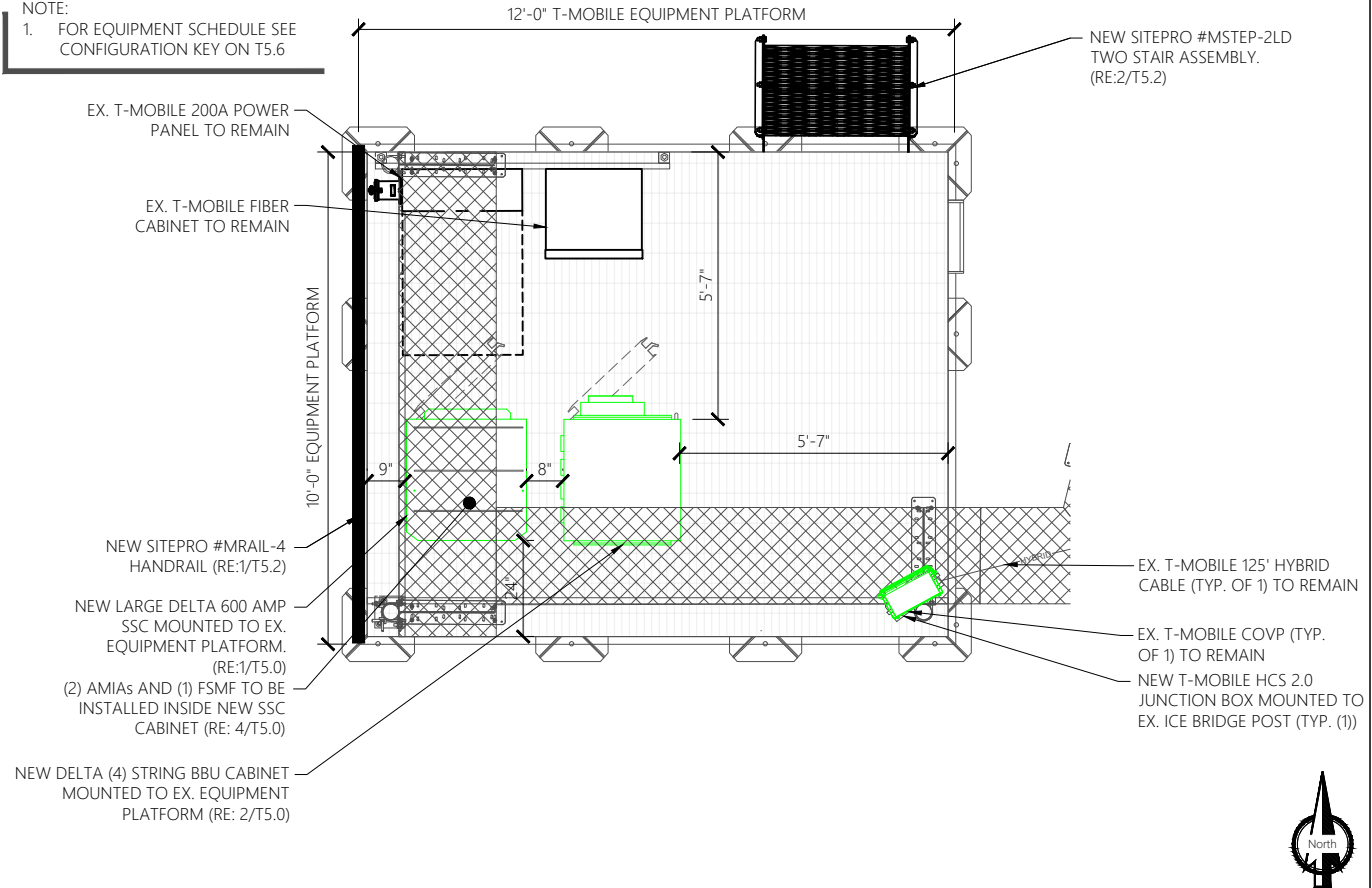 NOTE:
1. FOR EQUIPMENT SCHEDULE SEE
CONFIGURATION KEY ON T5.6
12'-0" T-MOBILE EQUIPMENT PLATFORM
NEW SITEPRO #MSTEP-2LD
TWO STAIR ASSEMBLY.
(RE:2/T5.2)
EX. T-MOBILE 200A POWER
PANEL TO REMAIN
EX. T-MOBILE FIBER
CABINET TO REMAIN
10'-0" EQUIPMENT PLATFORM
5'-7"
5'-7"
9"
8"
24"
NEW SITEPRO #MRAIL-4
HANDRAIL (RE:1/T5.2)
NEW LARGE DELTA 600 AMP
SSC MOUNTED TO EX.
EQUIPMENT PLATFORM.
(RE:1/T5.0)
(2) AMIAs AND (1) FSMF TO BE
INSTALLED INSIDE NEW SSC
CABINET (RE: 4/T5.0)
NEW DELTA (4) STRING BBU CABINET
MOUNTED TO EX. EQUIPMENT
PLATFORM (RE: 2/T5.0)
HYBRID
EX. T-MOBILE 125' HYBRID
CABLE (TYP. OF 1) TO REMAIN
EX. T-MOBILE COVP (TYP.
OF 1) TO REMAIN
NEW T-MOBILE HCS 2.0
JUNCTION BOX MOUNTED TO
EX. ICE BRIDGE POST (TYP. (1))
North